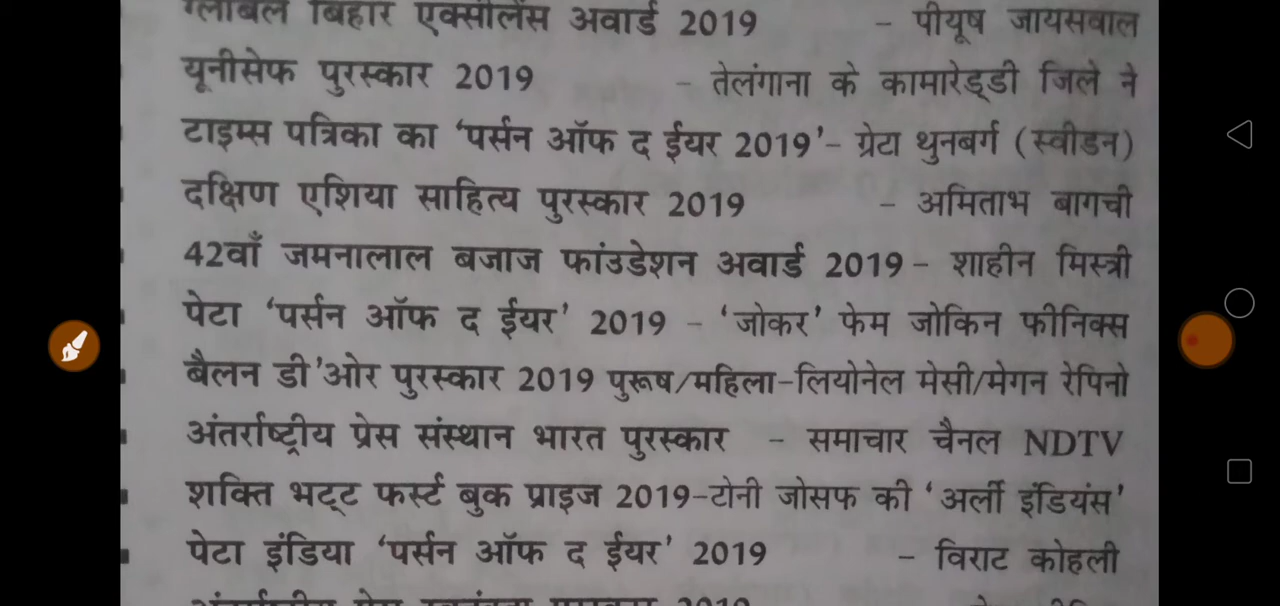 ग्लोबल बिहार एक्सीलेंस अवार्ड 2019 - पीयूष जायसवाल
यूनीसेफ पुरस्कार 2019 - तेलंगाना के कामारेड्डी जिले ने
टाइम्स पत्रिका का ‘पर्सन ऑफ द ईयर 2019’- ग्रेटा थुनबर्ग (स्वीडन)
दक्षिण एशिया साहित्य पुरस्कार 2019 - अमिताभ बागची
42वाँ जमनालाल बजाज फांउडेशन अवार्ड 2019 - शाहीन मिस्त्री
पेटा ‘पर्सन ऑफ द ईयर’ 2019 - ‘जोकर’ फेम जोकिन फीनिक्स
बैलन डी'ओर पुरस्कार 2019 पुरूष/महिला-लियोनेल मेसी/मेगन रेपिनो
अंतर्राष्ट्रीय प्रेस संस्थान भारत पुरस्कार - समाचार चैनल NDTV
शक्ति भट्ट फर्स्ट बुक प्राइज 2019-टोनी जोसफ की ‘अर्ली इंडियंस’
पेटा इंडिया ‘पर्सन ऑफ द ईयर’ 2019 - विराट कोहली